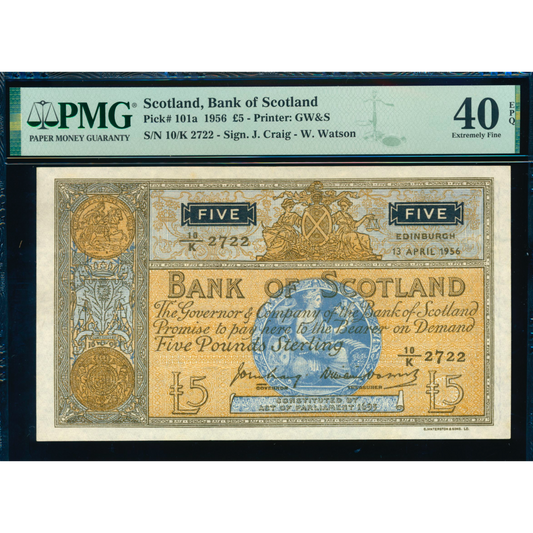 PMG
PAPER MONEY GUARANTY
Scotland, Bank of Scotland
Pick# 101a 1956 £5 - Printer: GW&S
S/N 10/K 2722 - Sign. J. Craig - W. Watson
40
EPQ
Extremely Fine
FIVE
FIVE
10/K 2722
EDINBURGH
13 APRIL 1956
BANK OF SCOTLAND
The Governor & Company of the Bank of Scotland
Promise to pay here to the Bearer on Demand
Five Pounds Sterling
10/K 2722
GOVERNOR
TREASURER
£5
£5
CONSTITUTED BY
ACT OF PARLIAMENT 1695